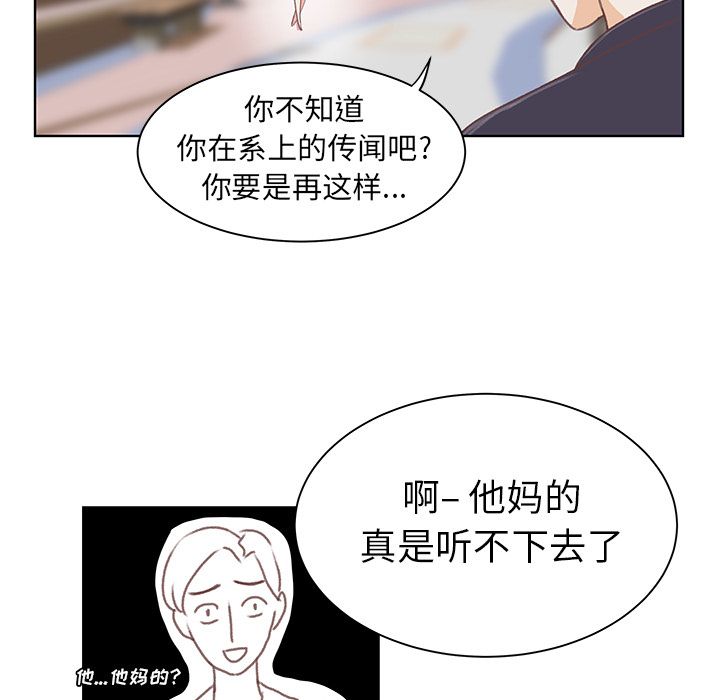 你不知道
你在系上的传闻吧?
你要是再这样...
啊– 他妈的
真是听不下去了
他...他妈的?